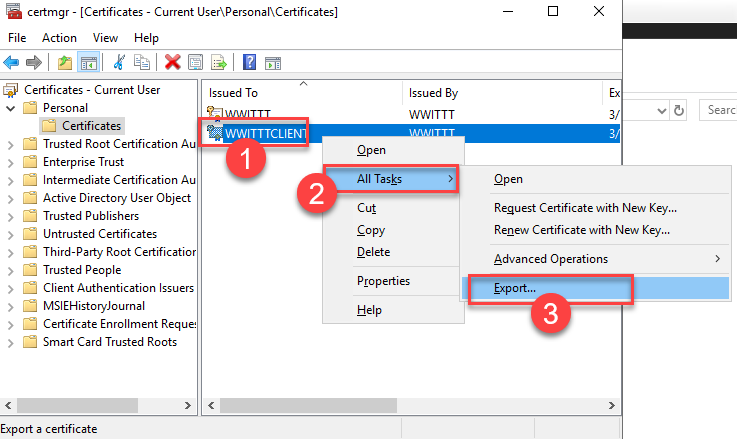 certmgr - [Certificates - Current User\Personal\Certificates]
File Action View Help
Certificates - Current User
Personal
Certificates
Trusted Root Certification Au
Enterprise Trust
Intermediate Certification Au
Active Directory User Object
Trusted Publishers
Untrusted Certificates
Third-Party Root Certification
Trusted People
Client Authentication Issuers
MSIEHistoryJournal
Certificate Enrollment Reque
Smart Card Trusted Roots
Issued To Issued By Ex
WWITTT WWITTT 3/
WWITTTCLIENT WWITTT 3/
1
Open
2
All Tasks
Cut
Copy
Delete
Properties
Help
Open
Request Certificate with New Key...
Renew Certificate with New Key...
Advanced Operations
Export...
3
Search
Export a certificate